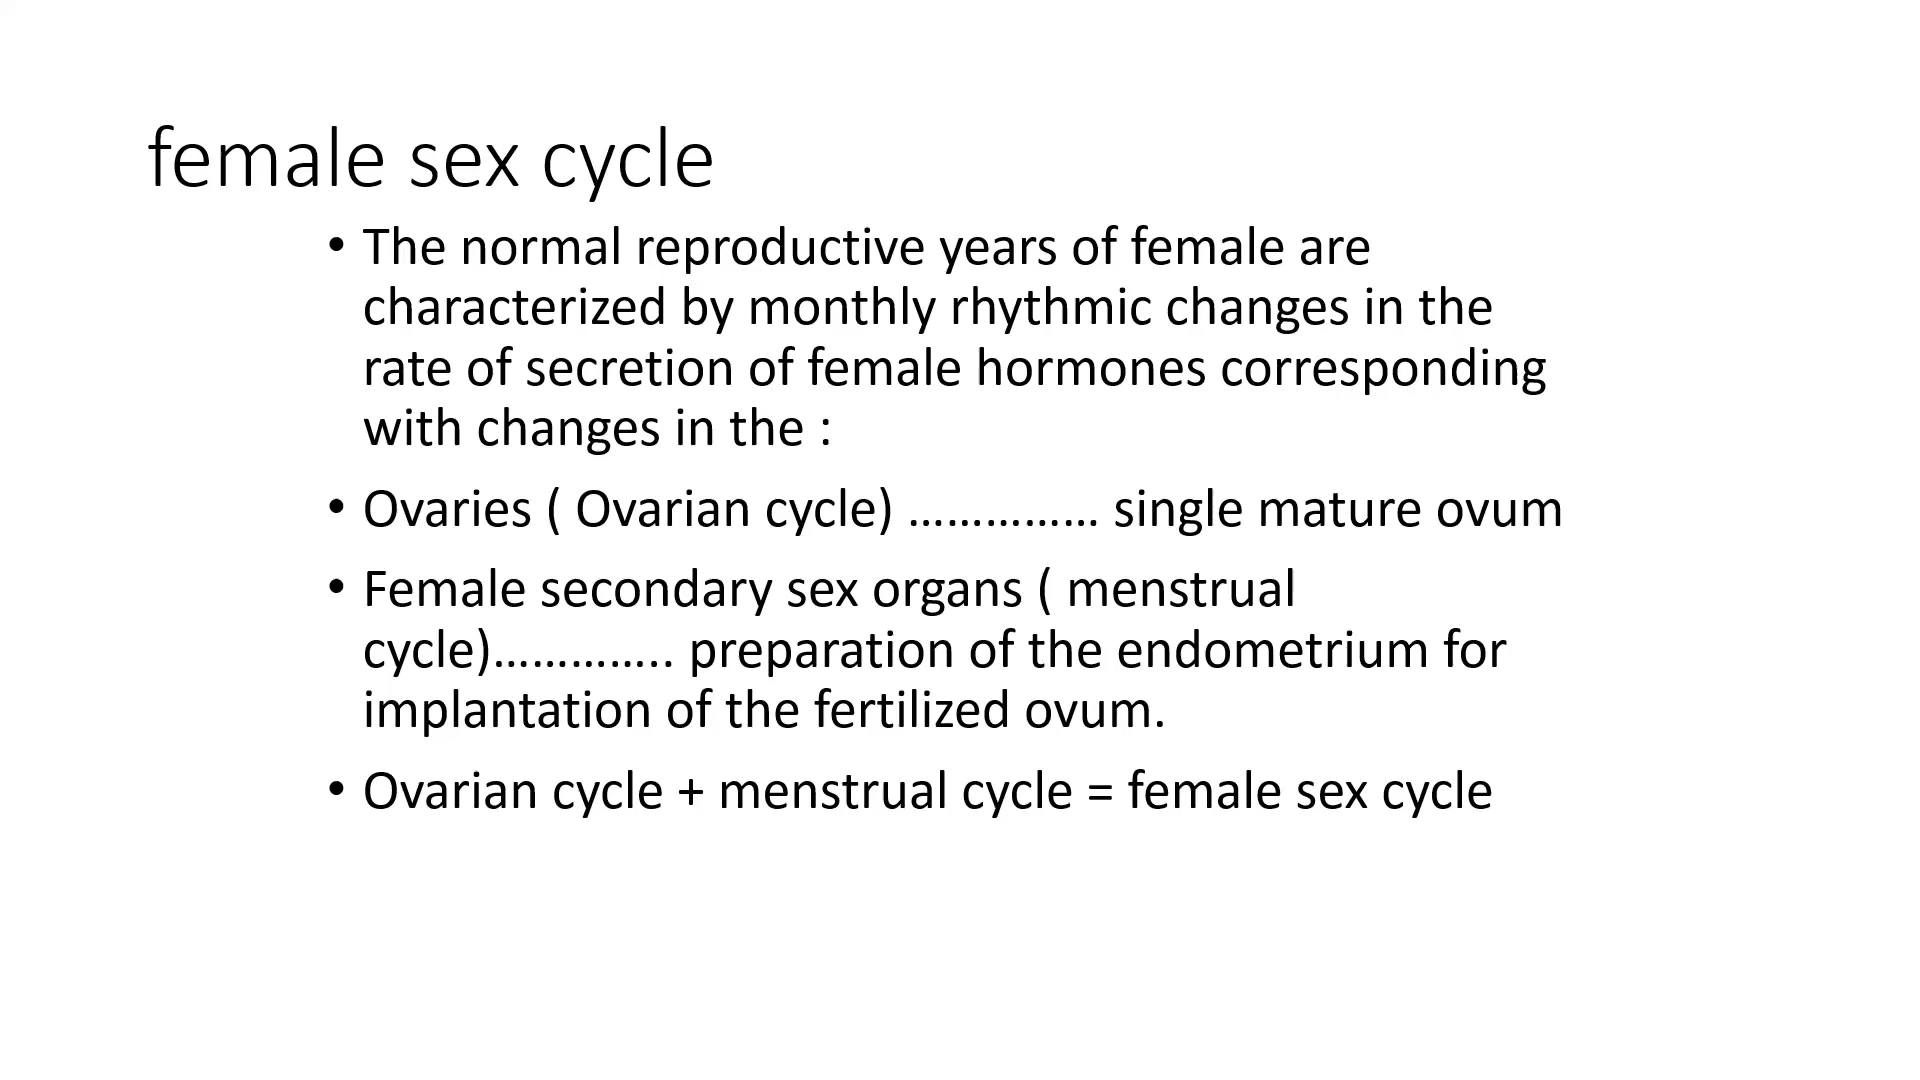 female sex cycle
• The normal reproductive years of female are
characterized by monthly rhythmic changes in the
rate of secretion of female hormones corresponding
with changes in the :
• Ovaries ( Ovarian cycle) …………… single mature ovum
• Female secondary sex organs ( menstrual
cycle)………….. preparation of the endometrium for
implantation of the fertilized ovum.
• Ovarian cycle + menstrual cycle = female sex cycle